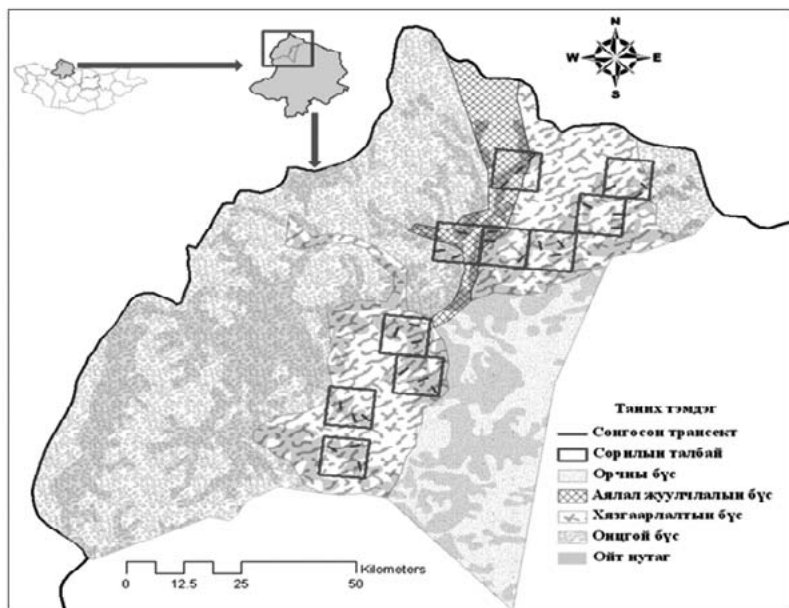 N
W E
S
Таних тэмдэг
Сонгосон трансект
Сорилын талбай
Орчны бүс
Аялал жуулчлалын бүс
Хязгаарлалтын бүс
Онцгой бүс
Ойт нутаг
Kilometers
0 12.5 25 50